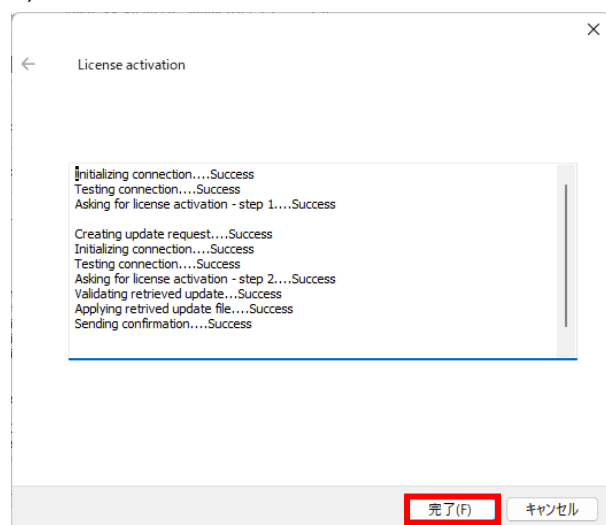 License activation
Initializing connection....Success
Testing connection....Success
Asking for license activation - step 1....Success
Creating update request....Success
Initializing connection....Success
Testing connection....Success
Asking for license activation - step 2....Success
Validating retrieved update...Success
Applying retrived update file....Success
Sending confirmation....Success
完了(F)
キャンセル